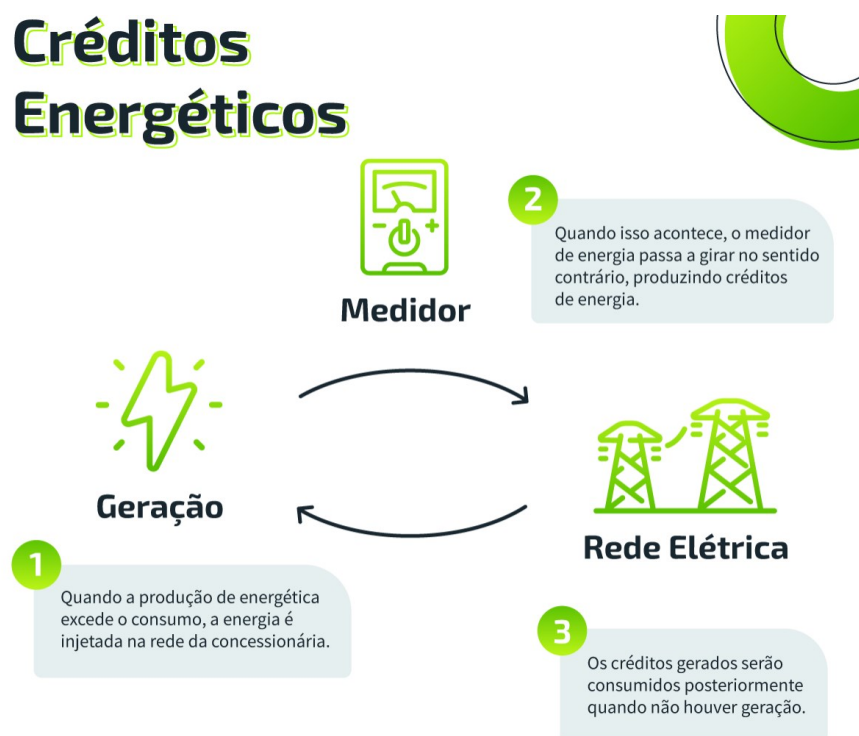 Créditos
Energéticos
2
Quando isso acontece, o medidor
de energia passa a girar no sentido
contrário, produzindo créditos
de energia.
Medidor
Geração
Rede Elétrica
1
Quando a produção de energética
excede o consumo, a energia é
injetada na rede da concessionária.
3
Os créditos gerados serão
consumidos posteriormente
quando não houver geração.